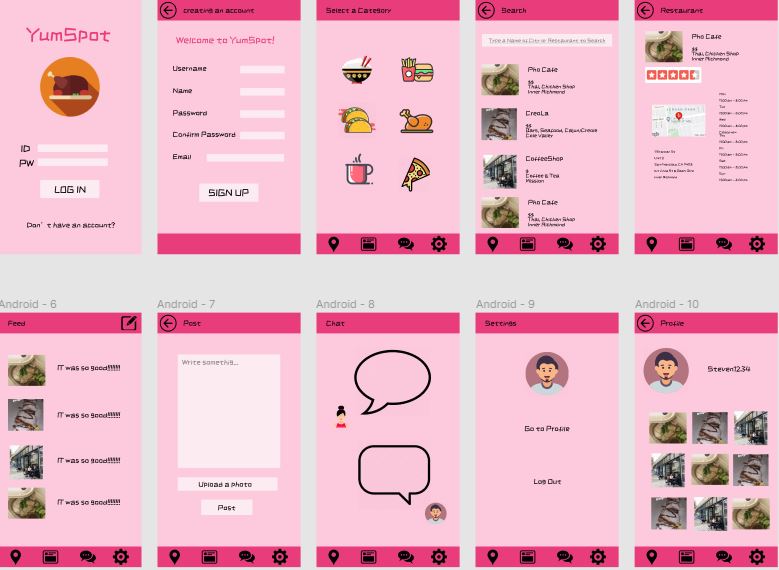 YumSpot
ID
PW
LOG IN
Don't have an account?
creating an account
Welcome to YumSpot!
Username
Name
Password
Confirm Password
Email
SIGN UP
Select a Category
Search
Type a Name of City or Restaurant to Search
Pho Cafe
$$
Thai, Chicken Shop
Inner Richmond
CreoLa
$$
Bars, Seafood, Cajun/Creole
Cole Valley
CoffeeShop
$
Coffee & Tea
Mission
Pho Cafe
$$
Thai, Chicken Shop
Inner Richmond
Restaurant
Pho Cafe
$$
Thai, Chicken Shop
Inner Richmond
Android - 6
Feed
IT was so good!!!!!!!
IT was so good!!!!!!!
IT was so good!!!!!!!
IT was so good!!!!!!!
Android - 7
Post
Write something...
Upload a photo
Post
Android - 8
Chat
Android - 9
Settings
Go to Profile
Log Out
Android - 10
Profile
Steven1234